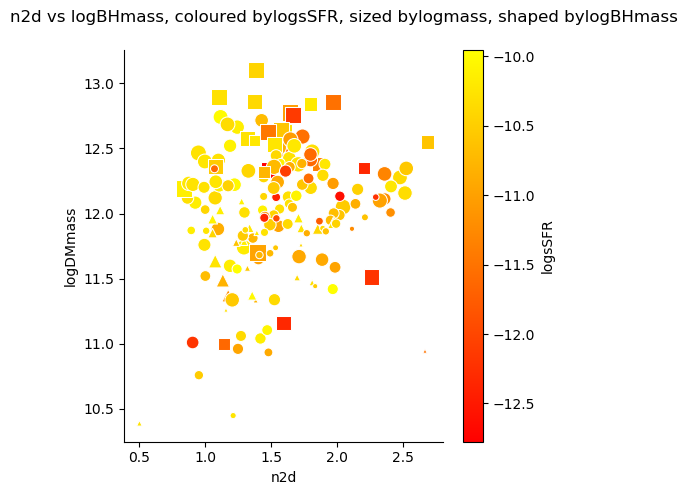 n2d vs logBHmass, coloured bylogsSFR, sized bylogmass, shaped bylogBHmass
13.0
12.5
12.0
11.5
11.0
10.5
logDMmass
0.5 1.0 1.5 2.0 2.5
n2d
−10.0
−10.5
−11.0
−11.5
−12.0
−12.5
logsSFR